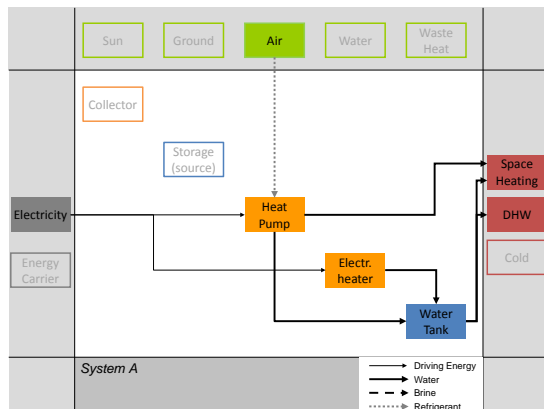 Sun
Ground
Air
Water
Waste
Heat
Collector
Storage
(source)
Space
Heating
Electricity
Heat
Pump
DHW
Energy
Carrier
Electr.
heater
Cold
Water
Tank
System A
Driving Energy
Water
Brine
Refrigerant